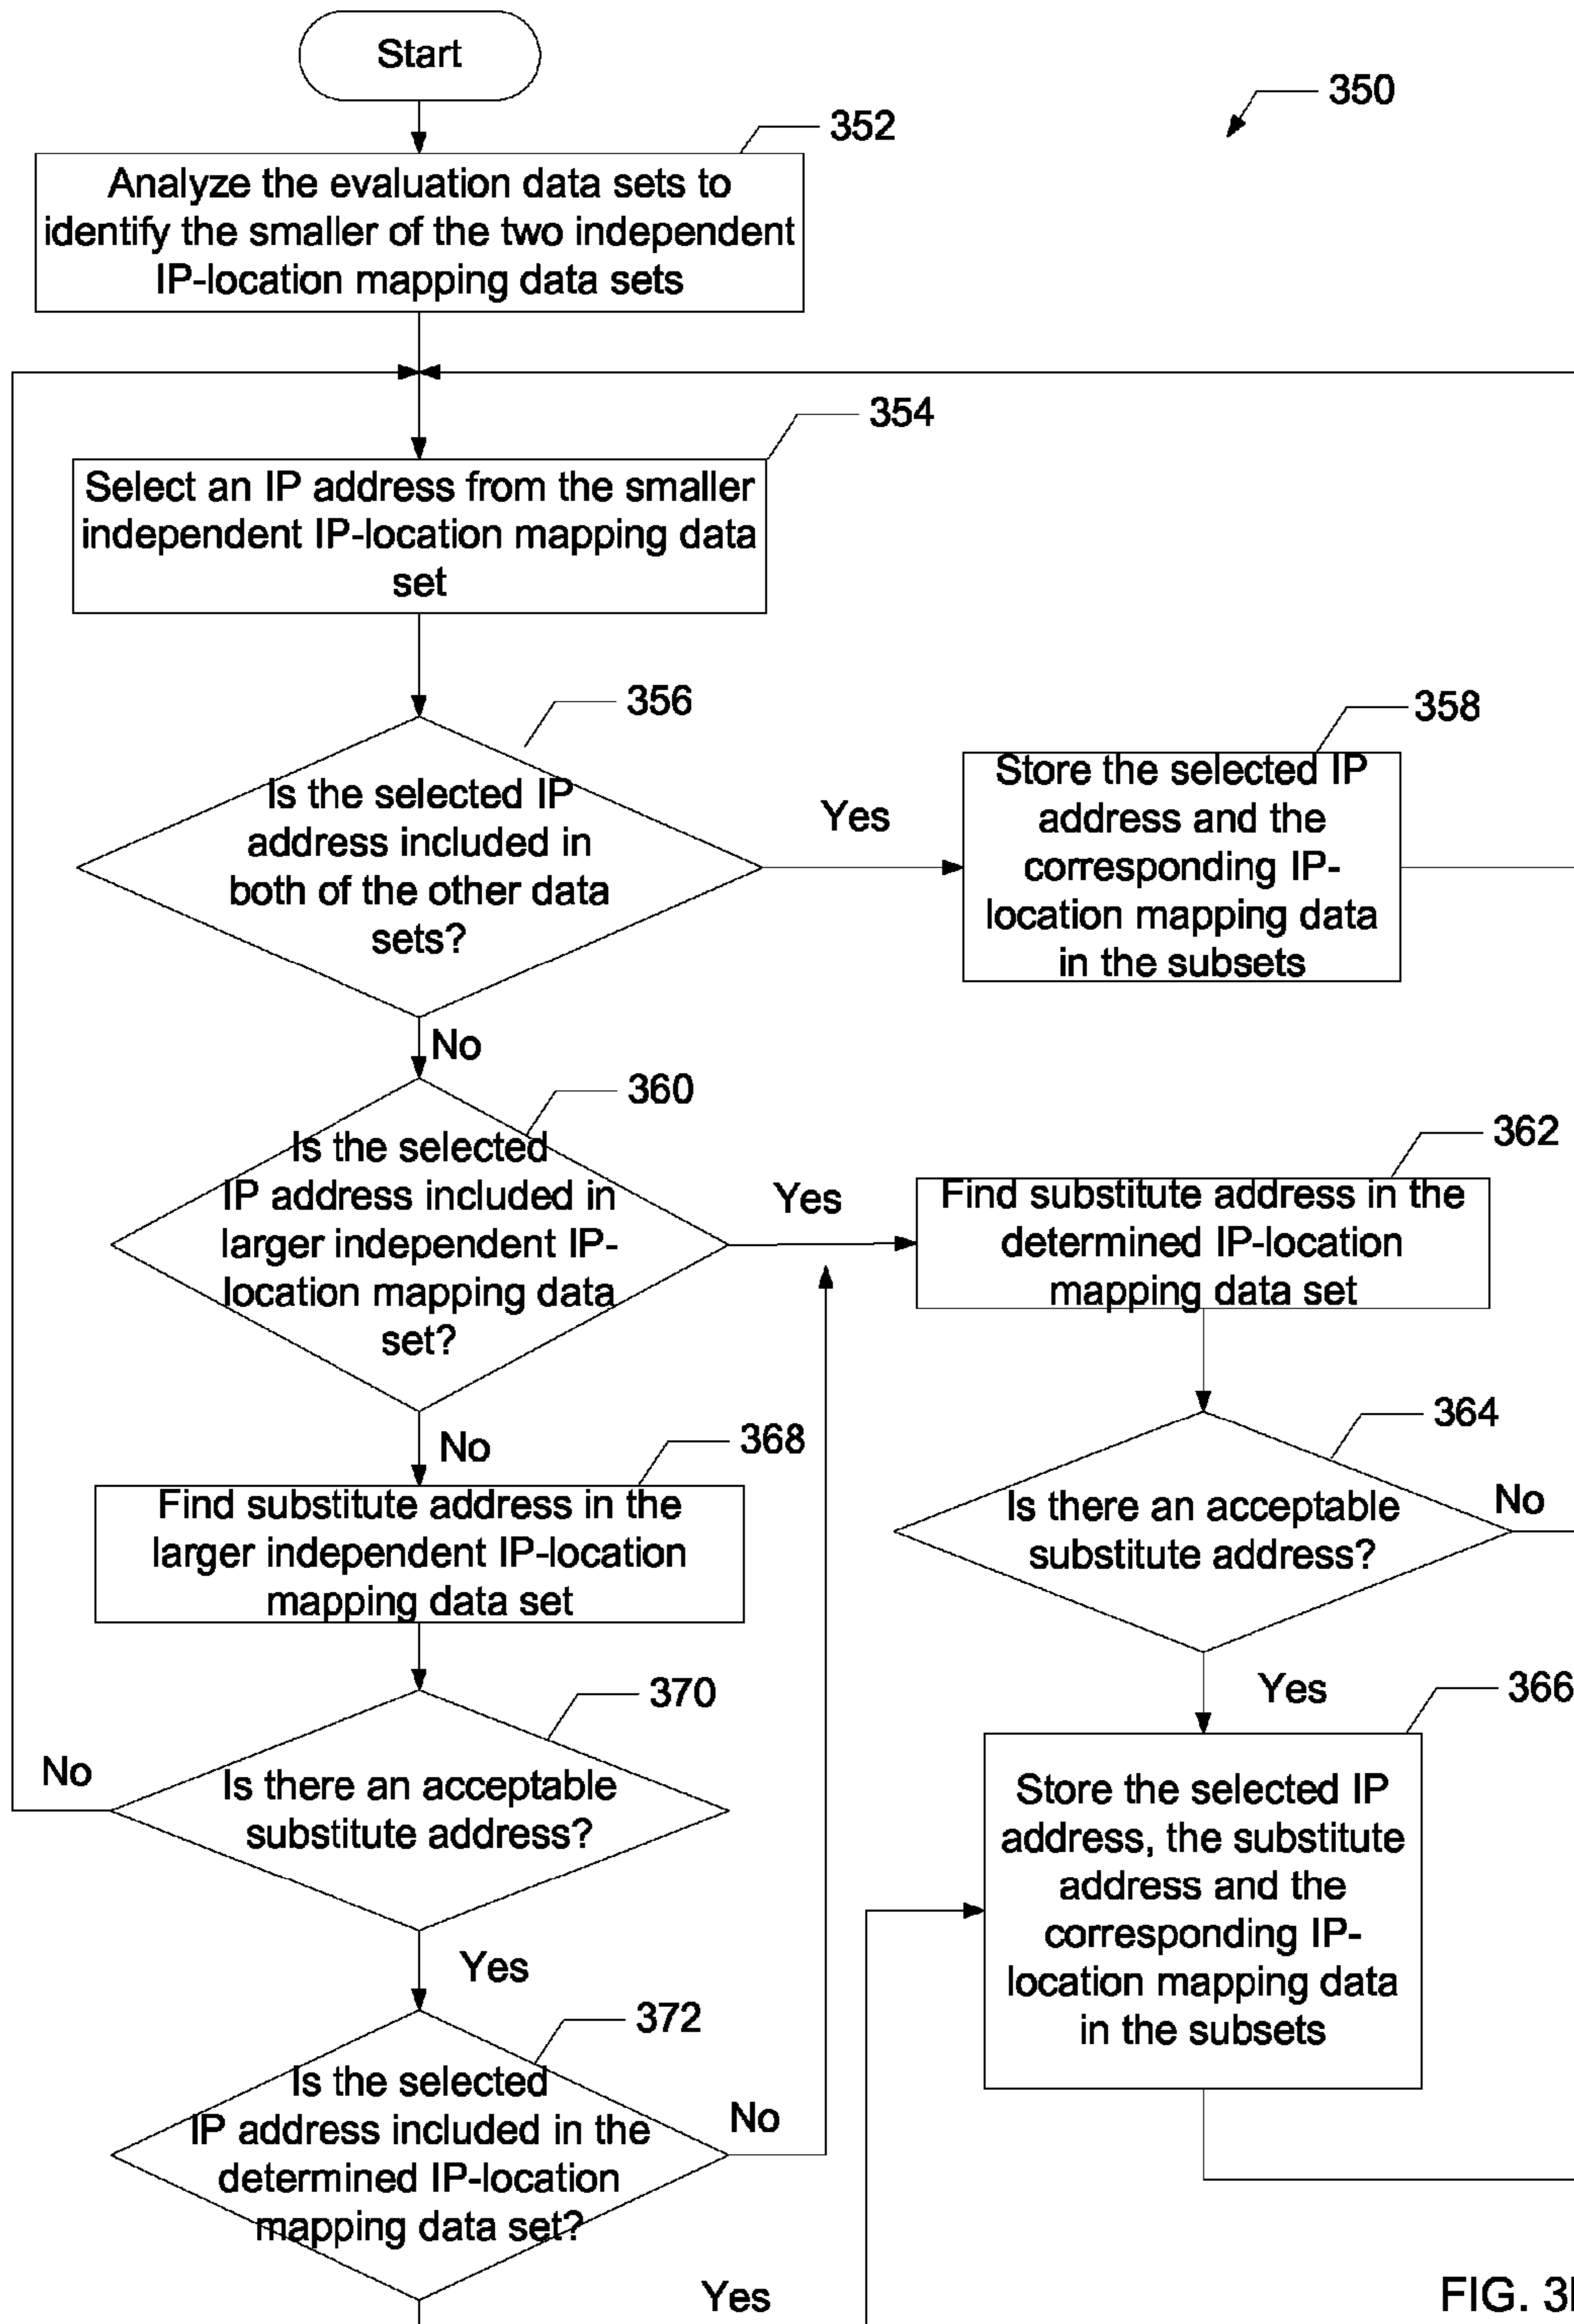 Start
350
352
Analyze the evaluation data sets to
identify the smaller of the two independent
IP-location mapping data sets
354
Select an IP address from the smaller
independent IP-location mapping data
set
356
Is the selected IP
address included in
both of the other data
sets?
Yes
358
Store the selected IP
address and the
corresponding IP-
location mapping data
in the subsets
No
360
Is the selected
IP address included in
larger independent IP-
location mapping data
set?
Yes
362
Find substitute address in the
determined IP-location
mapping data set
364
Is there an acceptable
substitute address?
No
Yes
366
Store the selected IP
address, the substitute
address and the
corresponding IP-
location mapping data
in the subsets
No
368
Find substitute address in the
larger independent IP-location
mapping data set
370
Is there an acceptable
substitute address?
No
Yes
372
Is the selected
IP address included in the
determined IP-location
mapping data set?
No
Yes
FIG.